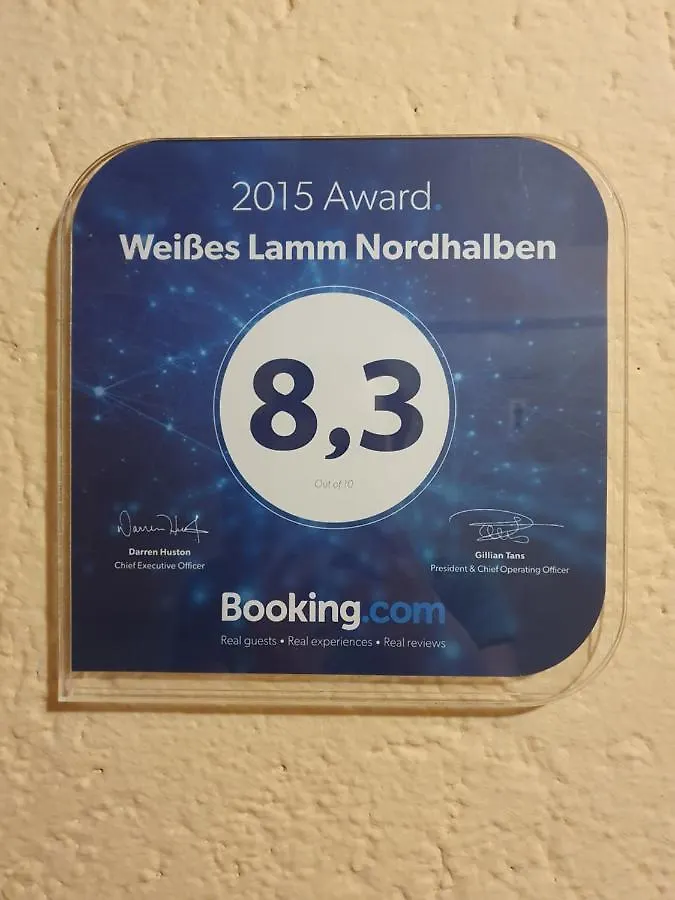 2015 Award.
Weißes Lamm Nordhalben
8,3
Out of 10
Darren Huston
Chief Executive Officer
Gillian Tans
President & Chief Operating Officer
Booking.com
Real guests • Real experiences • Real reviews